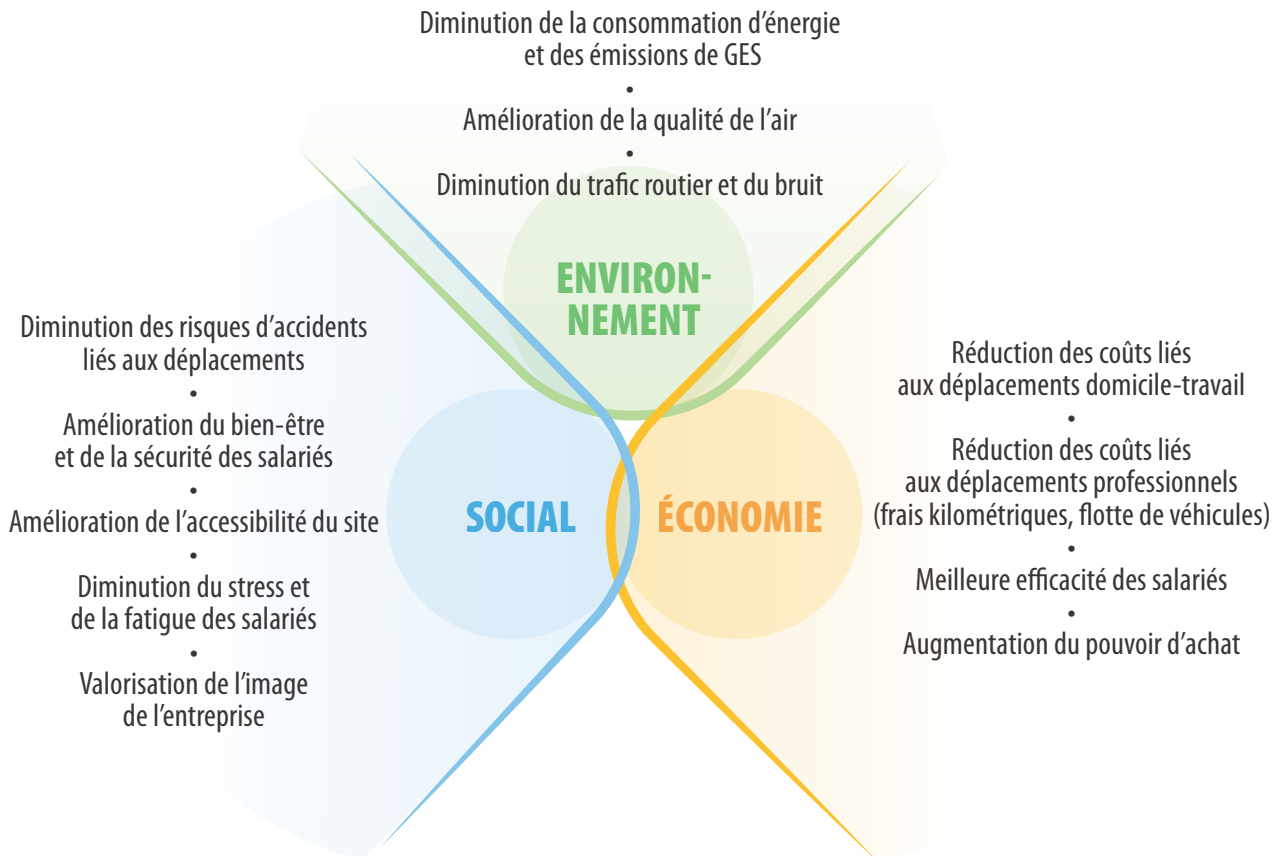 Diminution de la consommation d’énergie
et des émissions de GES
•
Amélioration de la qualité de l’air
•
Diminution du trafic routier et du bruit
ENVIRON-
NEMENT
Diminution des risques d’accidents
liés aux déplacements
•
Amélioration du bien-être
et de la sécurité des salariés
•
Amélioration de l’accessibilité du site
•
Diminution du stress et
de la fatigue des salariés
•
Valorisation de l’image
de l’entreprise
SOCIAL
ÉCONOMIE
Réduction des coûts liés
aux déplacements domicile-travail
•
Réduction des coûts liés
aux déplacements professionnels
(frais kilométriques, flotte de véhicules)
•
Meilleure efficacité des salariés
•
Augmentation du pouvoir d’achat